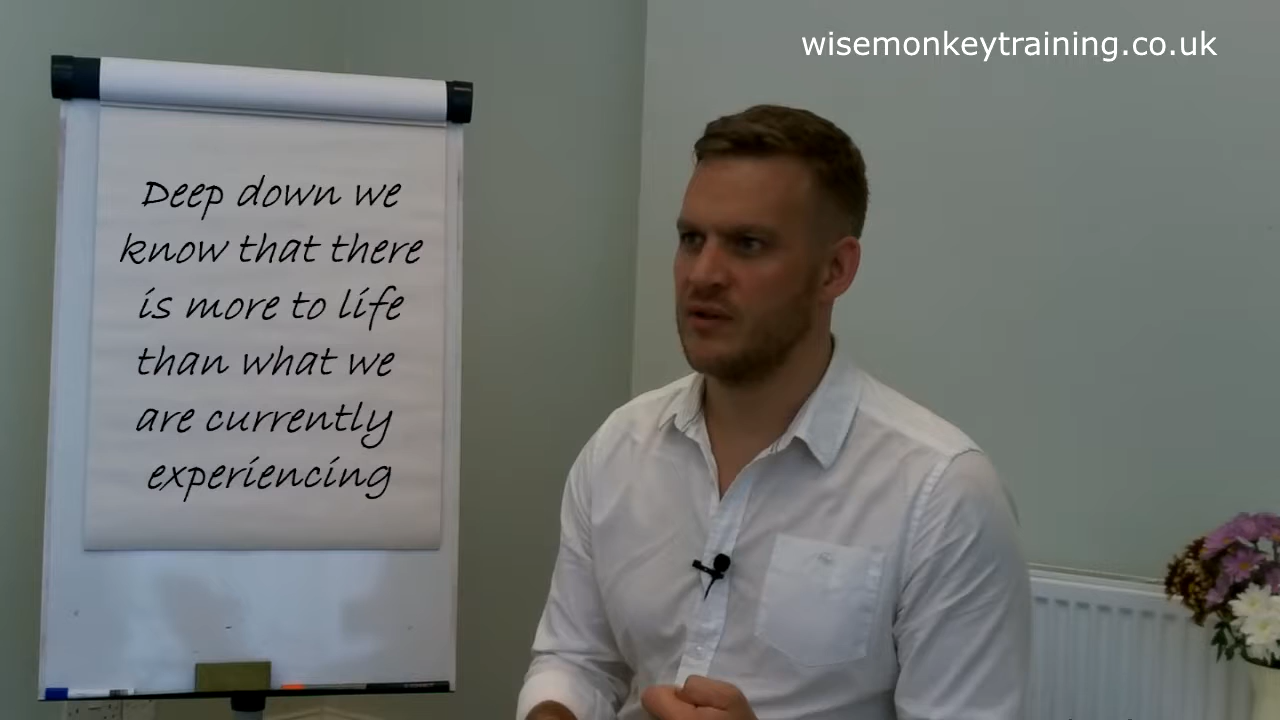 wisemonkeytraining.co.uk
Deep down we
know that there
is more to life
than what we
are currently
experiencing